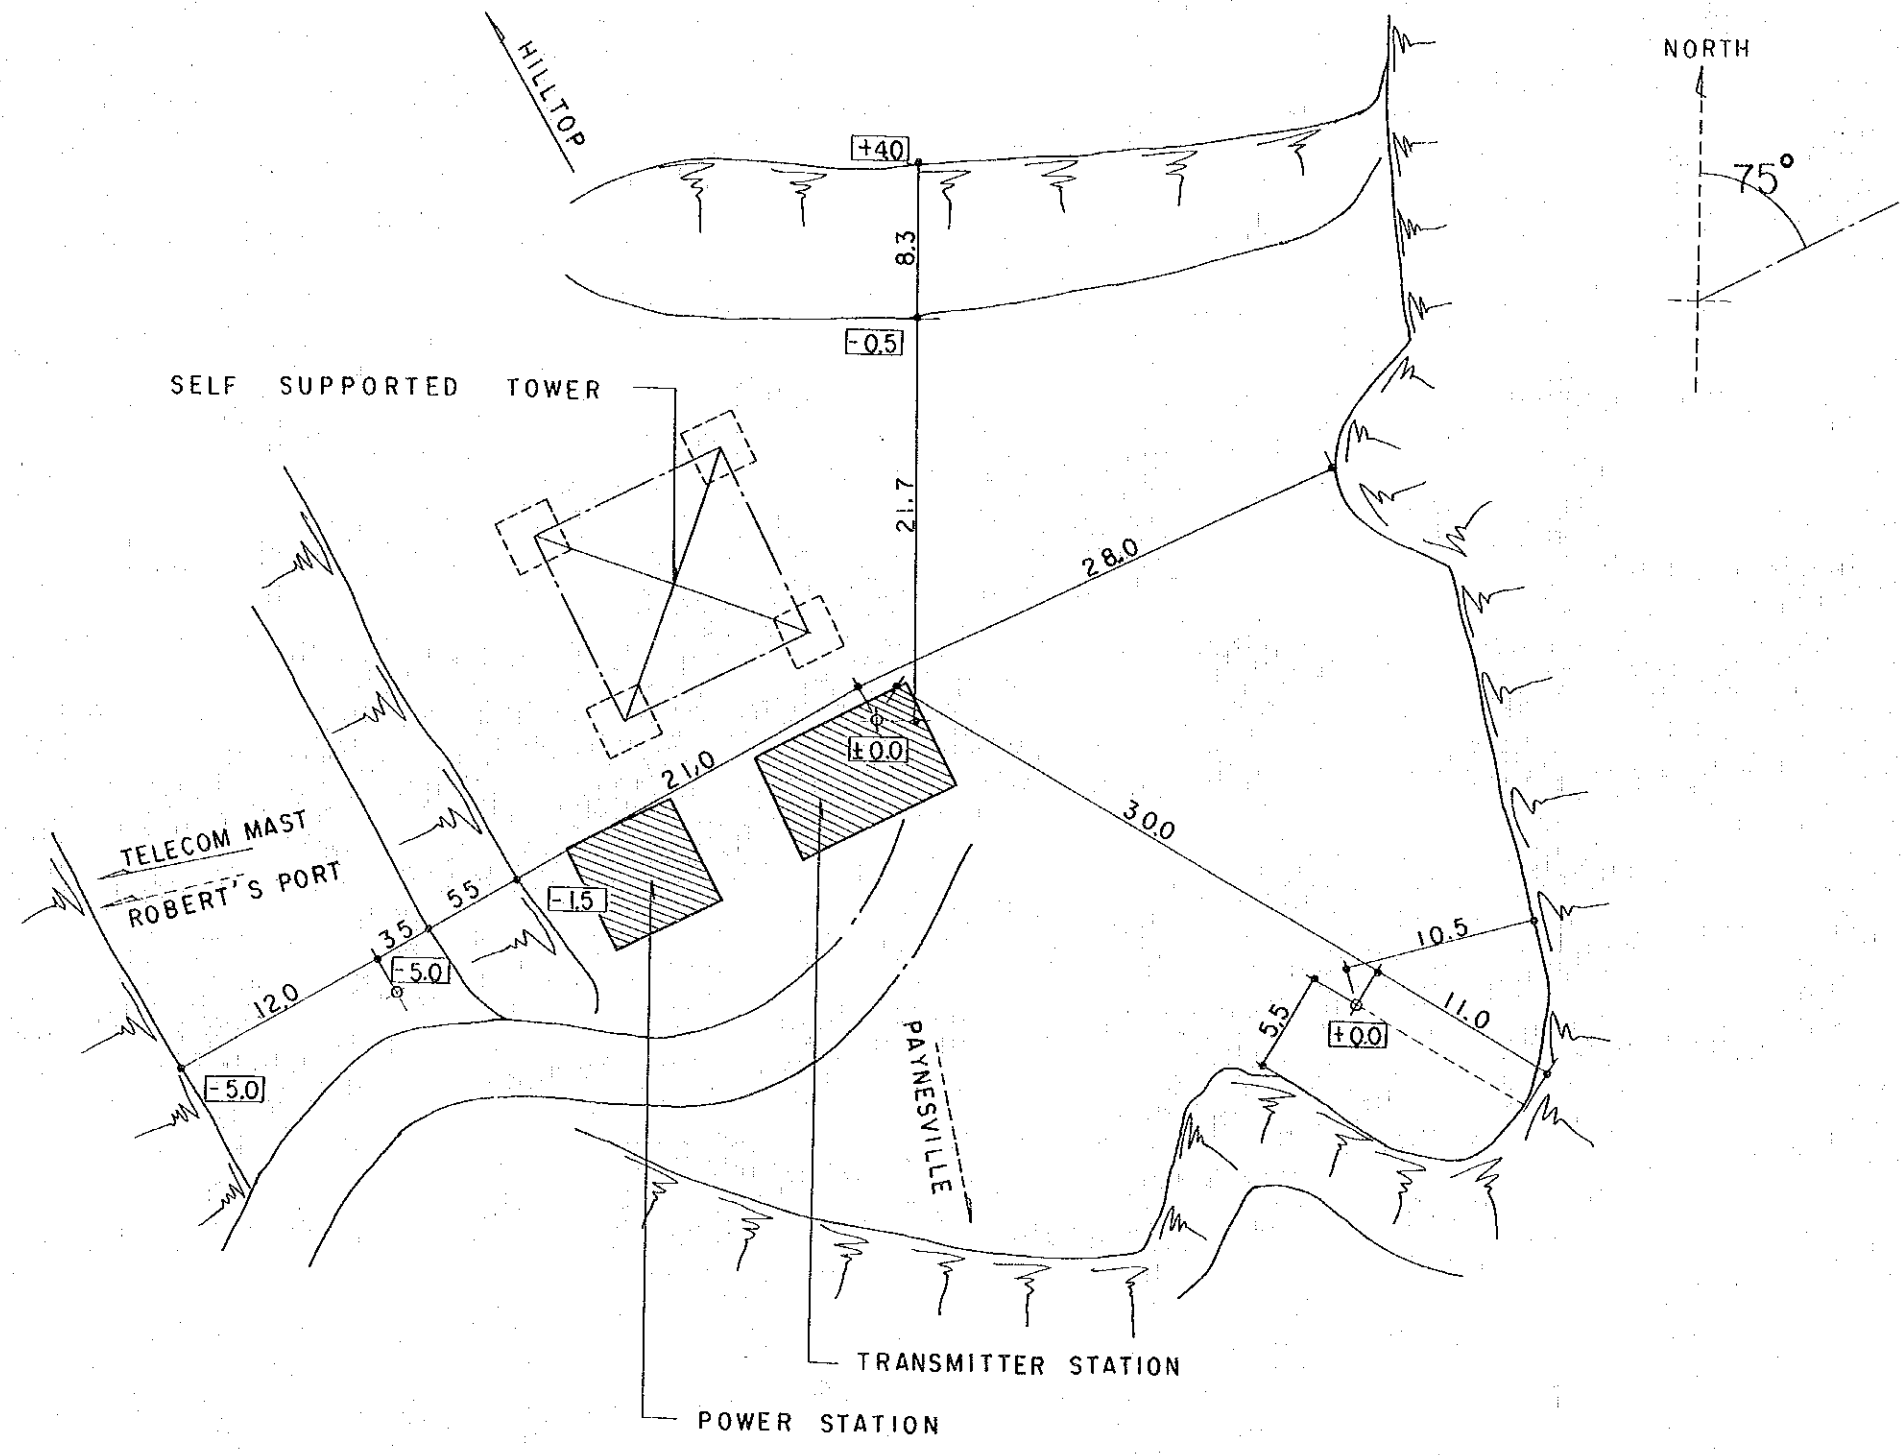 HILLTOP
NORTH
75°
+4.0
8.3
-0.5
SELF SUPPORTED TOWER
21.7
28.0
±0.0
21.0
30.0
TELECOM MAST
ROBERT'S PORT
5.5
-1.5
3.5
-5.0
12.0
-5.0
10.5
11.0
5.5
±0.0
PAYNESVILLE
TRANSMITTER STATION
POWER STATION